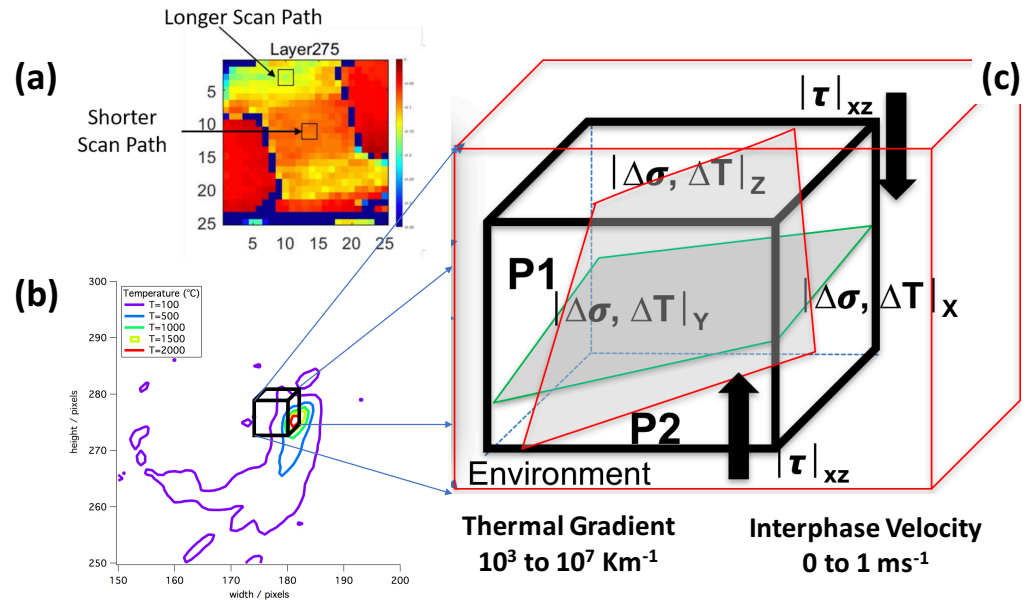 Longer Scan Path
(a)
Layer275
5
10
15
20
25
5 10 15 20 25
Shorter
Scan Path
(b)
300
290
280
270
260
250
height / pixels
Temperature (°C)
T=100
T=500
T=1000
T=1500
T=2000
150 160 170 180 190 200
width / pixels
(c)
|τ|xz
|Δσ, ΔT|Z
P1
|Δσ, ΔT|Y
|Δσ, ΔT|X
P2
|τ|xz
Environment
Thermal Gradient
10³ to 10⁷ Km⁻¹
Interphase Velocity
0 to 1 ms⁻¹